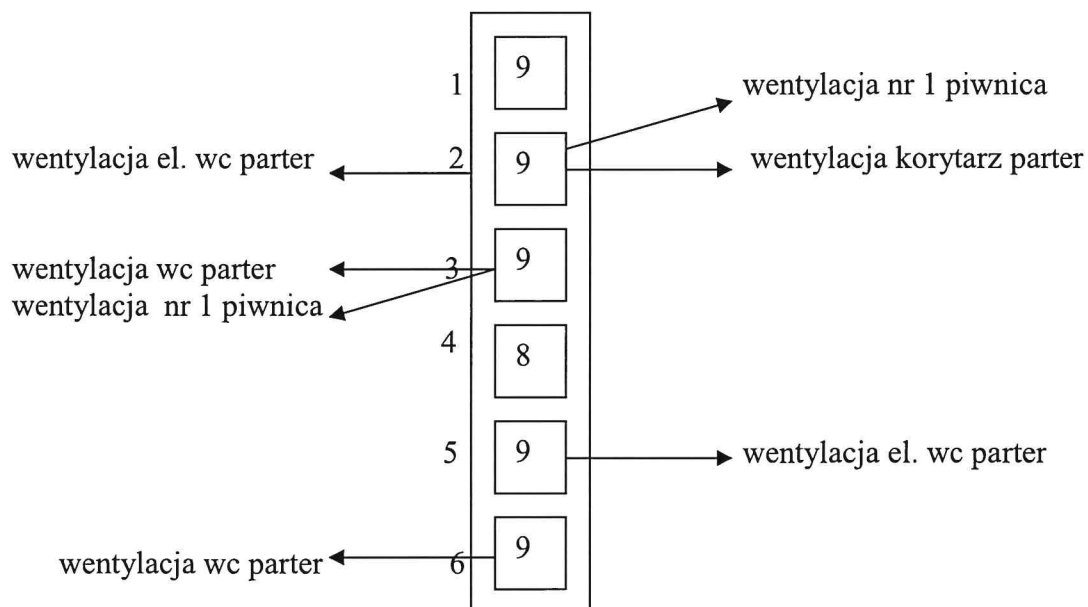 9
1
wentylacja nr 1 piwnica
wentylacja el. wc parter
2
9
wentylacja korytarz parter
wentylacja wc parter
3
9
wentylacja nr 1 piwnica
4
8
5
9
wentylacja el. wc parter
wentylacja wc parter
6
9